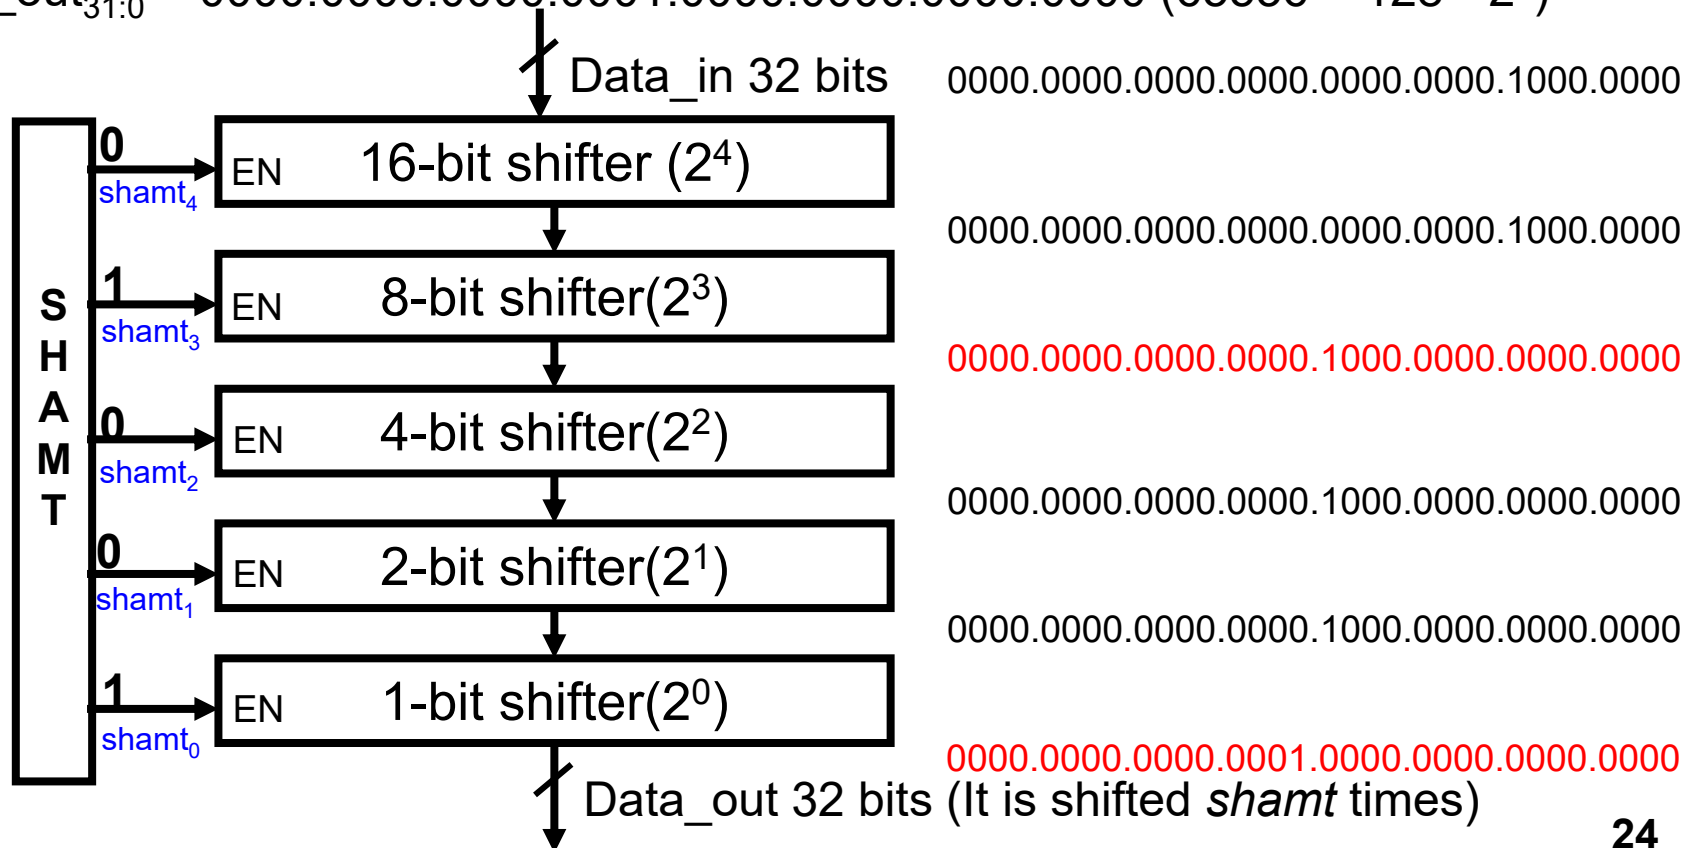 Data_in 32 bits 0000.0000.0000.0000.0000.0000.1000.0000
0 EN 16-bit shifter (2⁴)
shamt₄
0000.0000.0000.0000.0000.0000.1000.0000
1 EN 8-bit shifter(2³)
shamt₃
0000.0000.0000.0000.1000.0000.0000.0000
0 EN 4-bit shifter(2²)
shamt₂
0000.0000.0000.0000.1000.0000.0000.0000
0 EN 2-bit shifter(2¹)
shamt₁
0000.0000.0000.0000.1000.0000.0000.0000
1 EN 1-bit shifter(2⁰)
shamt₀
0000.0000.0000.0001.0000.0000.0000.0000
SHAMT
Data_out 32 bits (It is shifted shamt times)
24